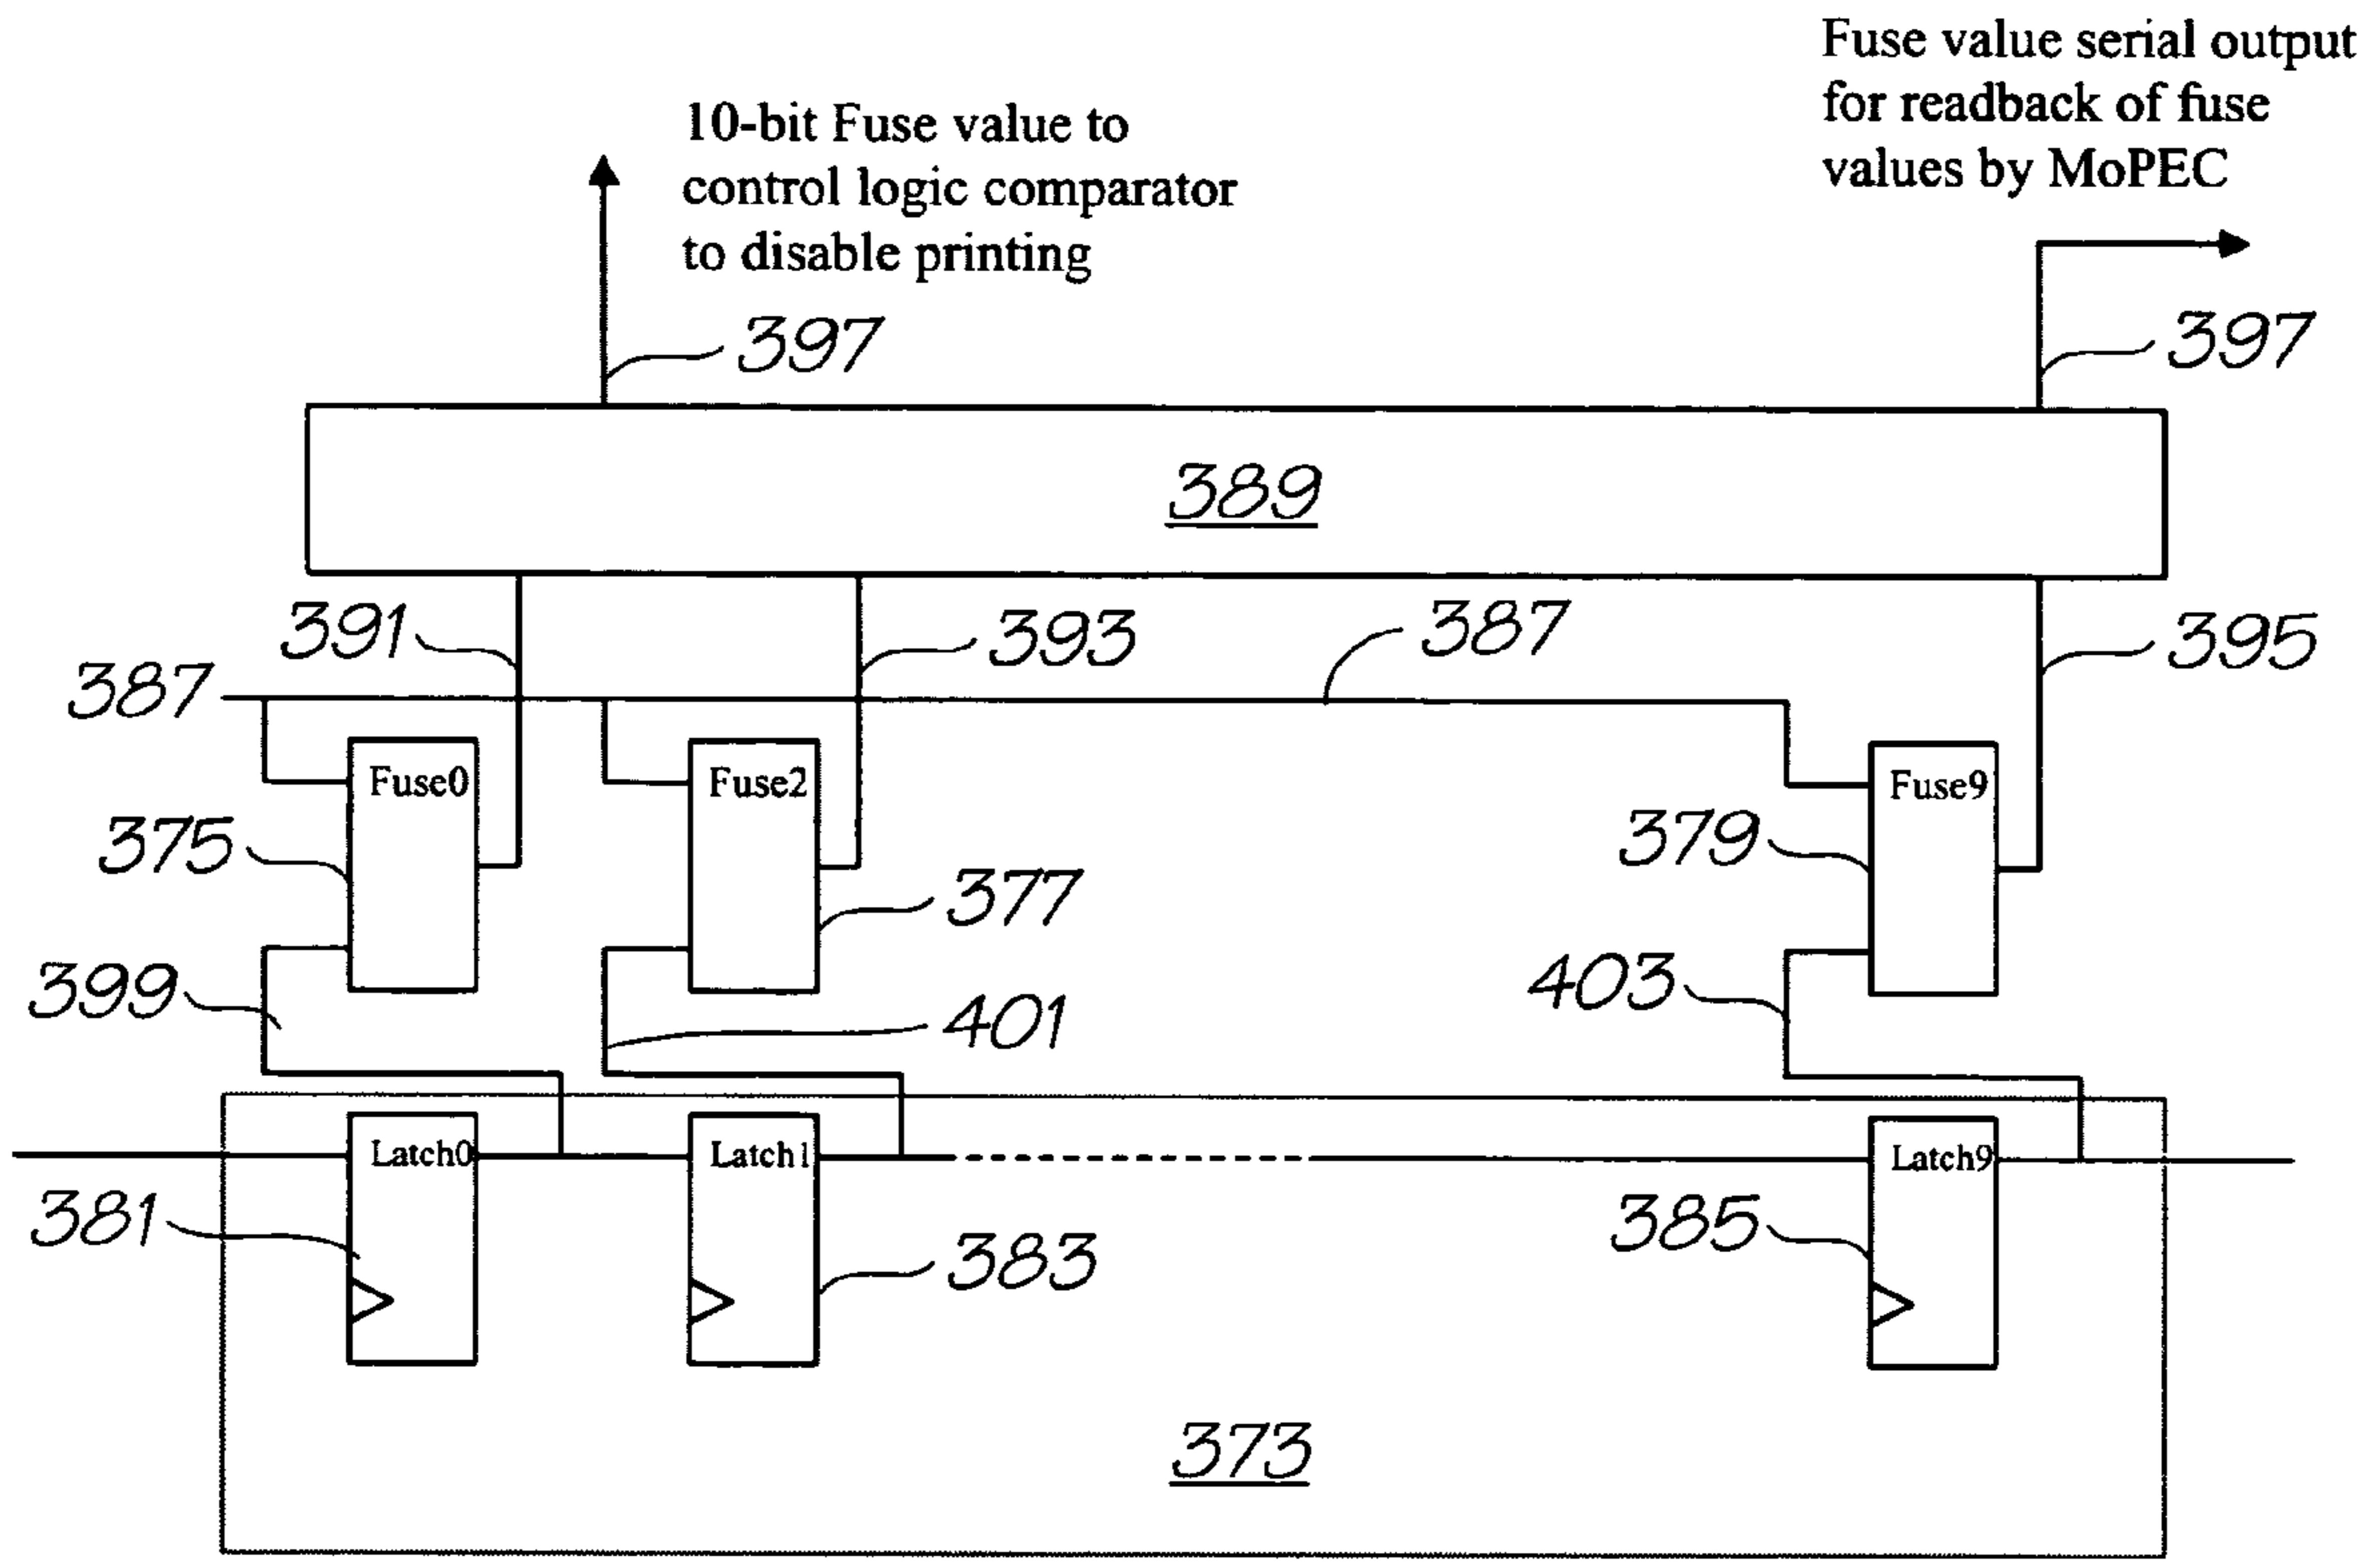 Fuse value serial output
for readback of fuse
values by MoPEC
10-bit Fuse value to
control logic comparator
to disable printing
397
397
389
391
393
387
395
387
Fuse0
Fuse2
Fuse9
375
377
379
399
401
403
Latch0
Latch1
Latch9
381
383
385
373